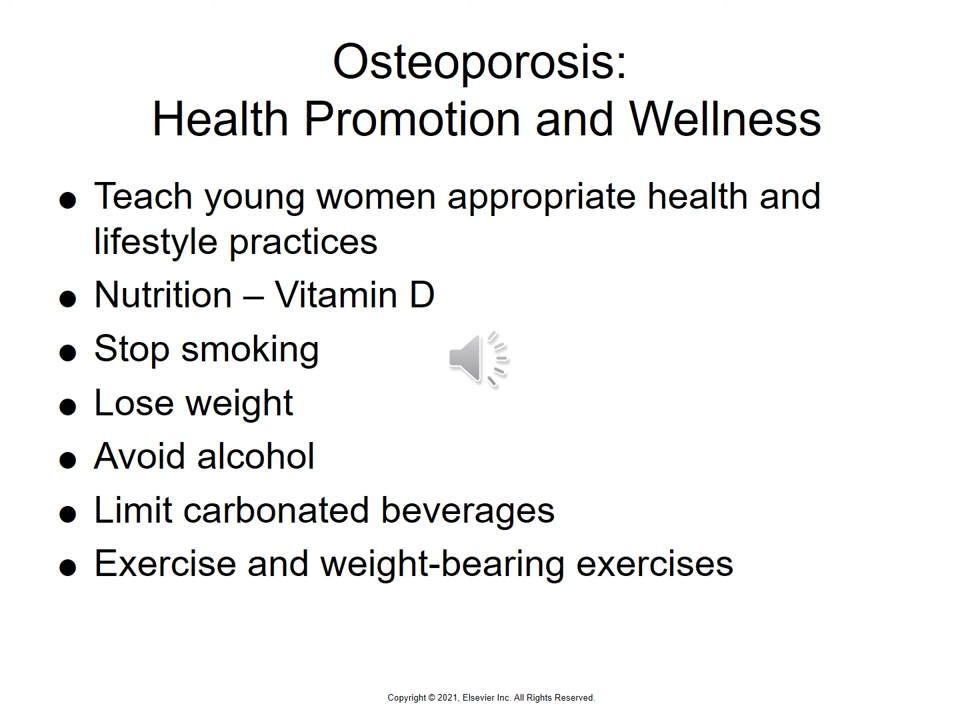 Osteoporosis:
Health Promotion and Wellness
● Teach young women appropriate health and
lifestyle practices
● Nutrition – Vitamin D
● Stop smoking
● Lose weight
● Avoid alcohol
● Limit carbonated beverages
● Exercise and weight-bearing exercises
Copyright © 2021, Elsevier Inc. All Rights Reserved.